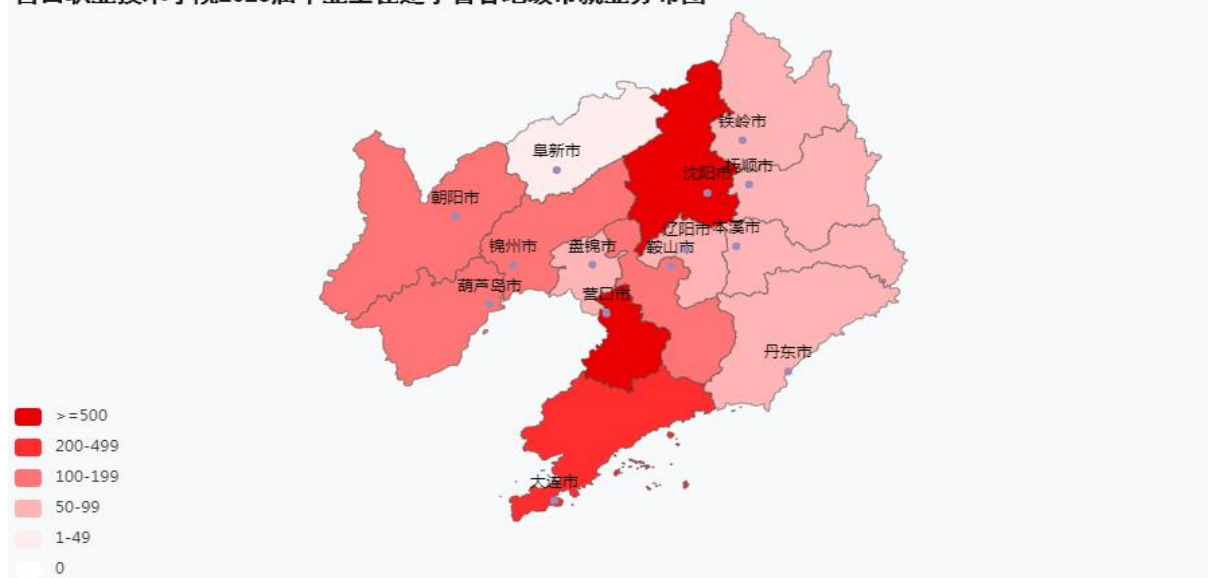 铁岭市
阜新市
抚顺市
沈阳市
朝阳市
辽阳市
本溪市
锦州市
盘锦市
鞍山市
葫芦岛市
营口市
丹东市
大连市
>=500
200-499
100-199
50-99
1-49
0